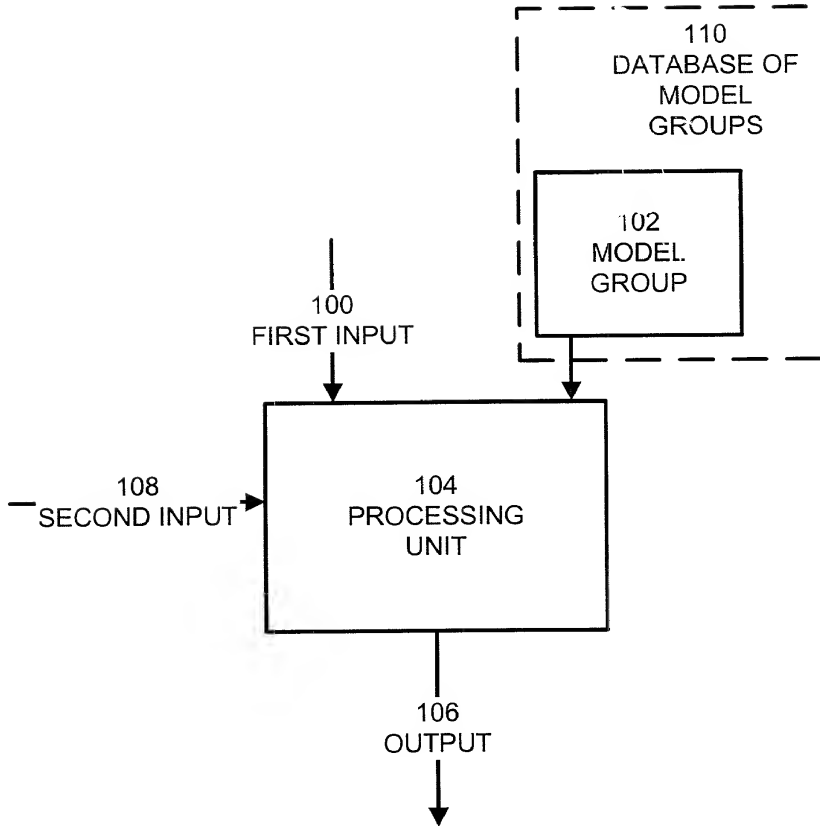 110
DATABASE OF
MODEL
GROUPS
102
MODEL
GROUP
100
FIRST INPUT
108
SECOND INPUT
104
PROCESSING
UNIT
106
OUTPUT